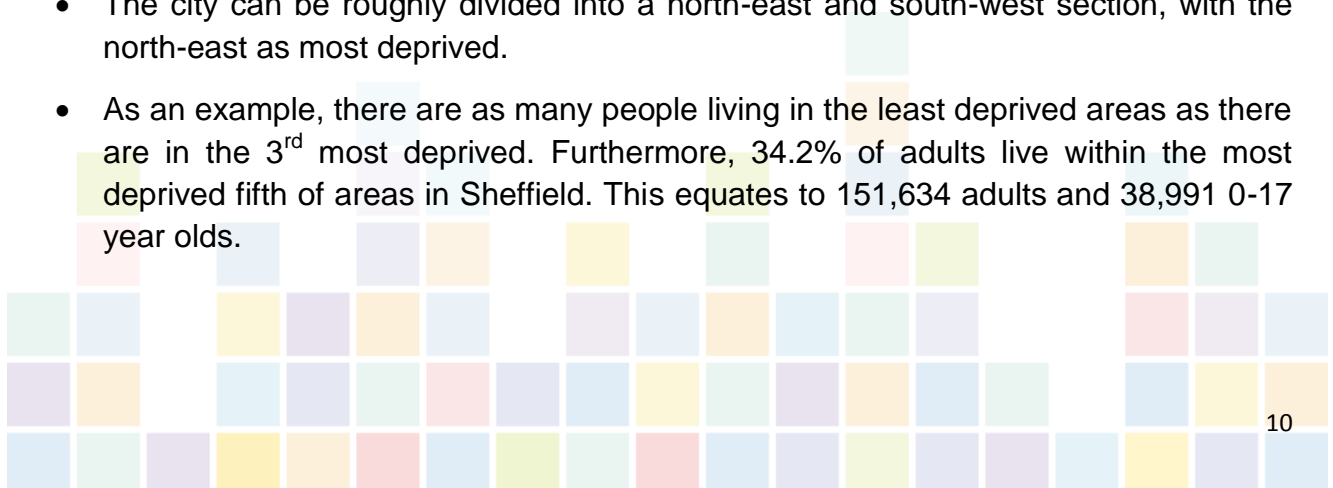 • The city can be roughly divided into a north-east and south-west section, with the
north-east as most deprived.
• As an example, there are as many people living in the least deprived areas as there
are in the 3rd most deprived. Furthermore, 34.2% of adults live within the most
deprived fifth of areas in Sheffield. This equates to 151,634 adults and 38,991 0-17
year olds.
10